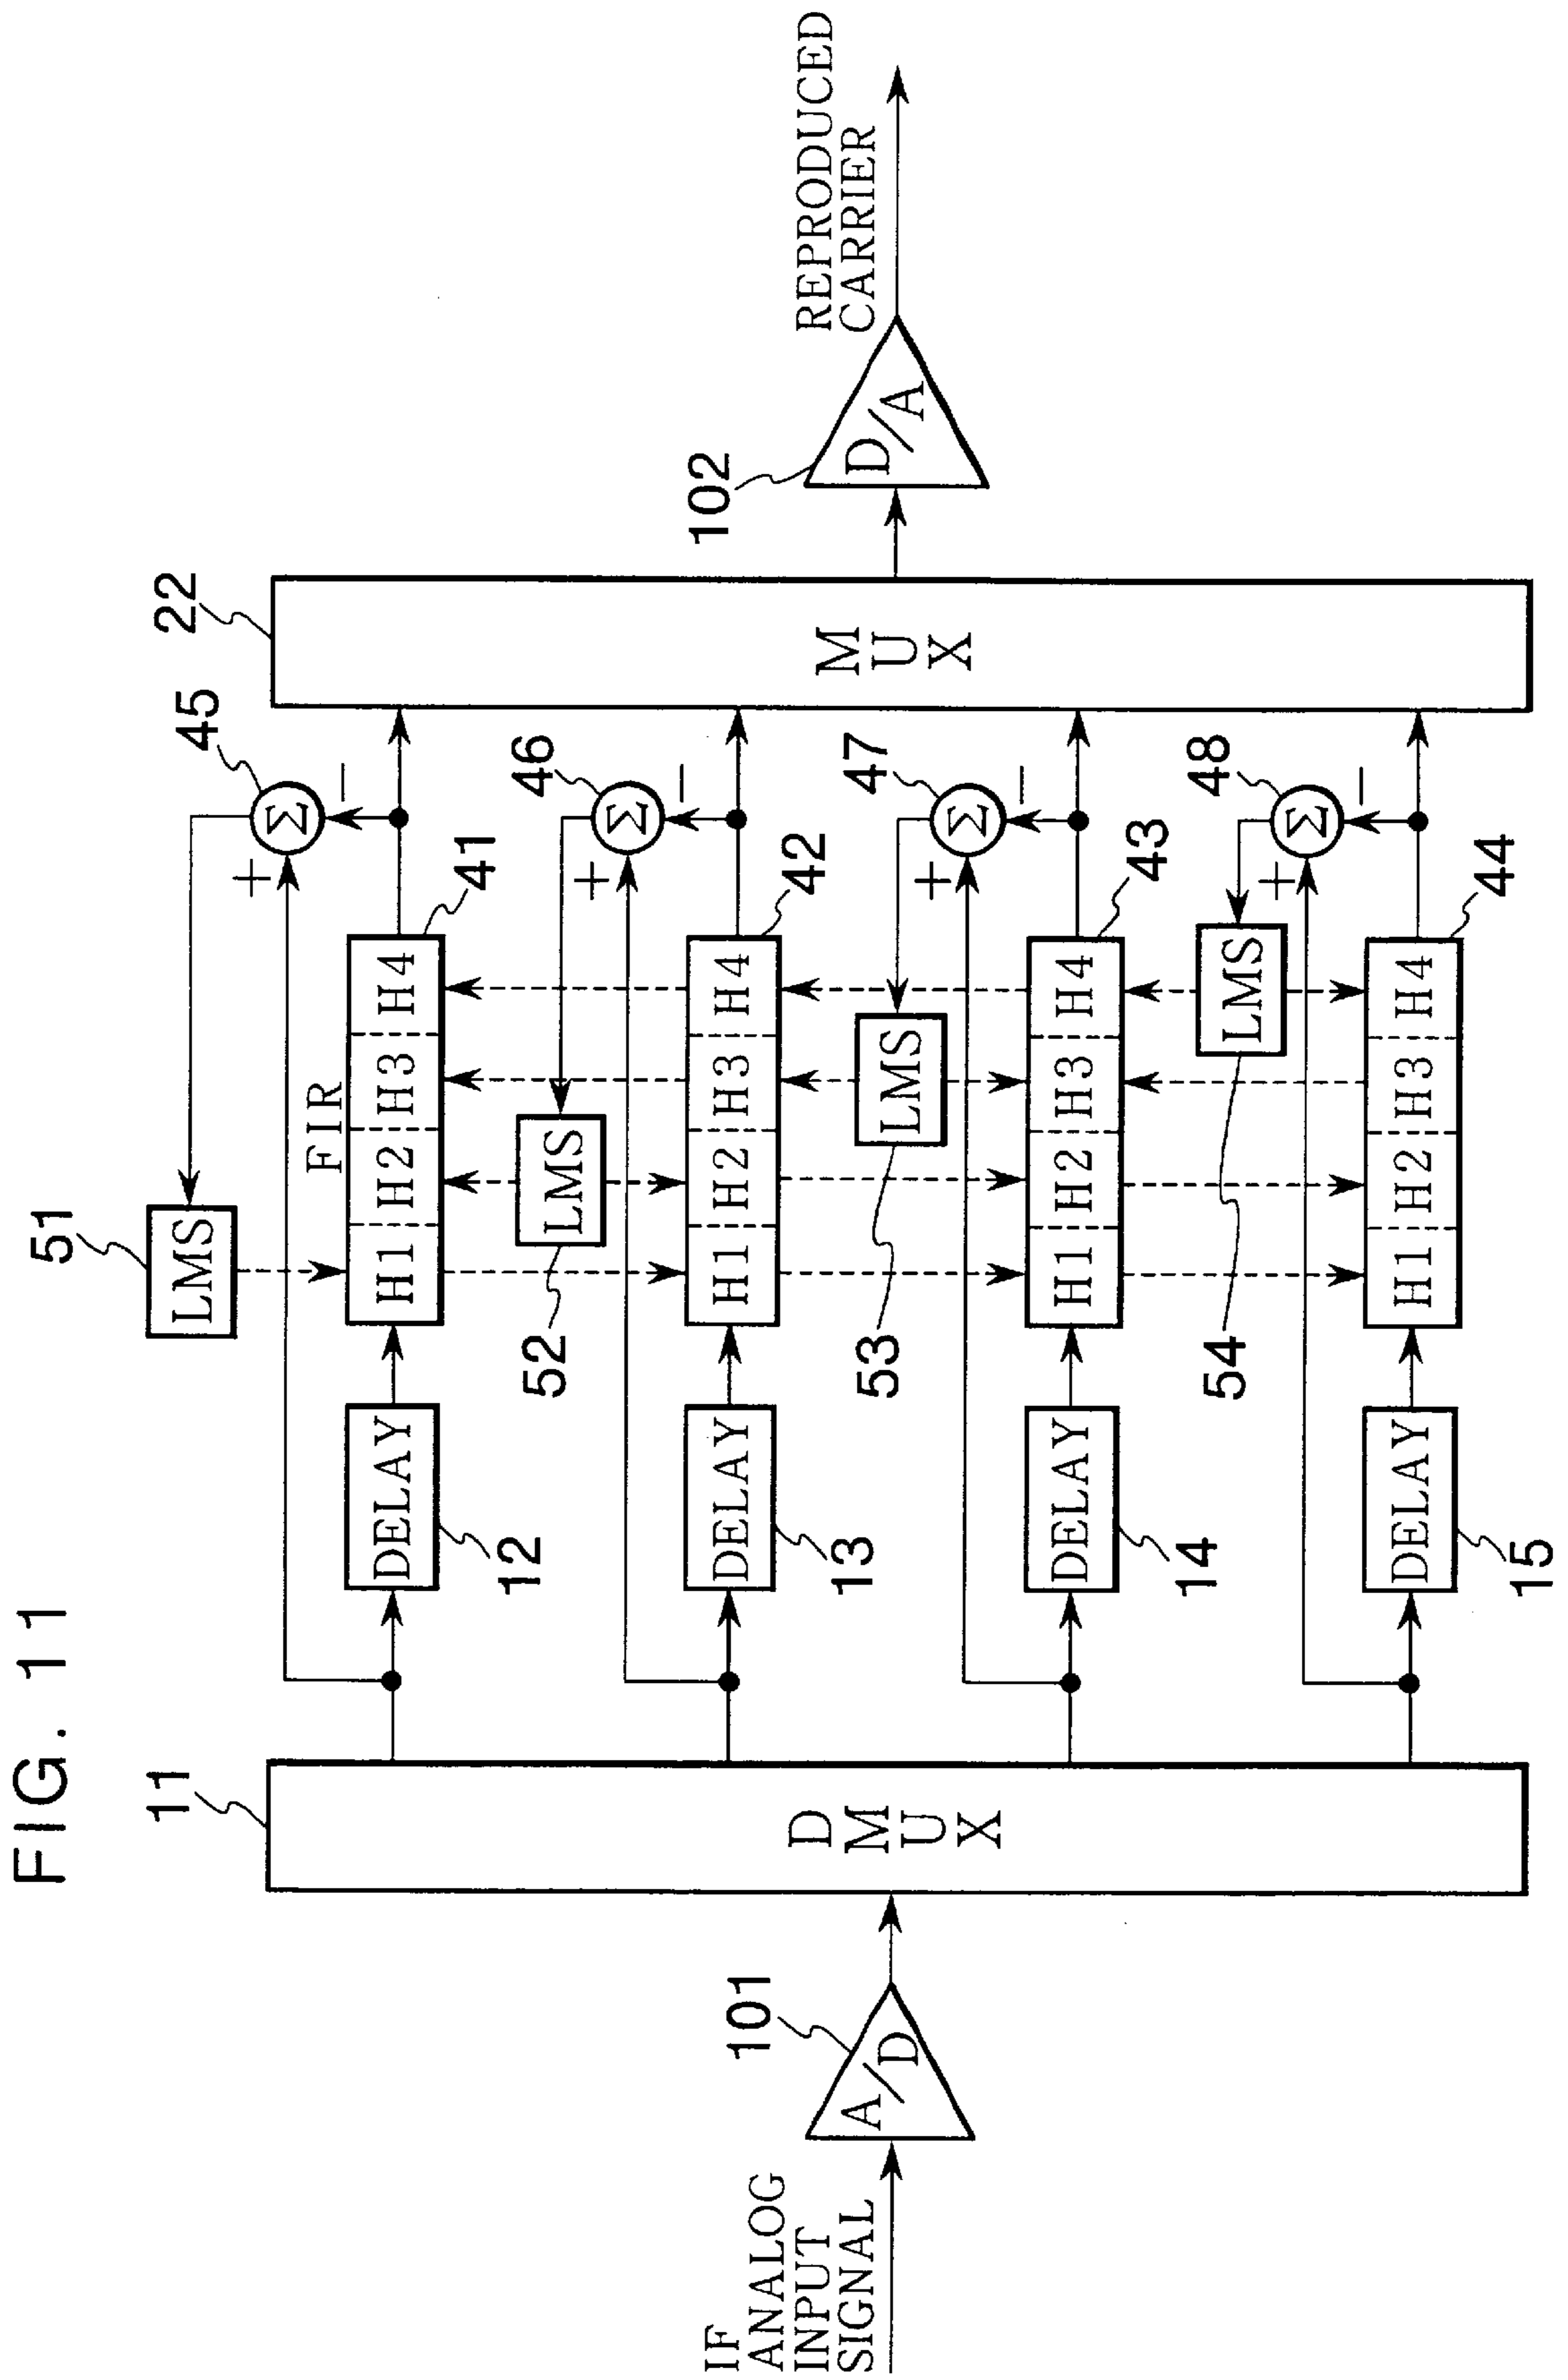 FIG. 11
IF
ANALOG
INPUT
SIGNAL
101
A/D
11
DMUX
DELAY
12
DELAY
13
DELAY
14
DELAY
15
51
LMS
FIR
H1 H2 H3 H4
41
+
−
Σ
45
52
LMS
H1 H2 H3 H4
42
+
−
Σ
46
53
LMS
H1 H2 H3 H4
43
+
−
Σ
47
54
LMS
H1 H2 H3 H4
44
+
−
Σ
48
22
MUX
102
D/A
REPRODUCED
CARRIER